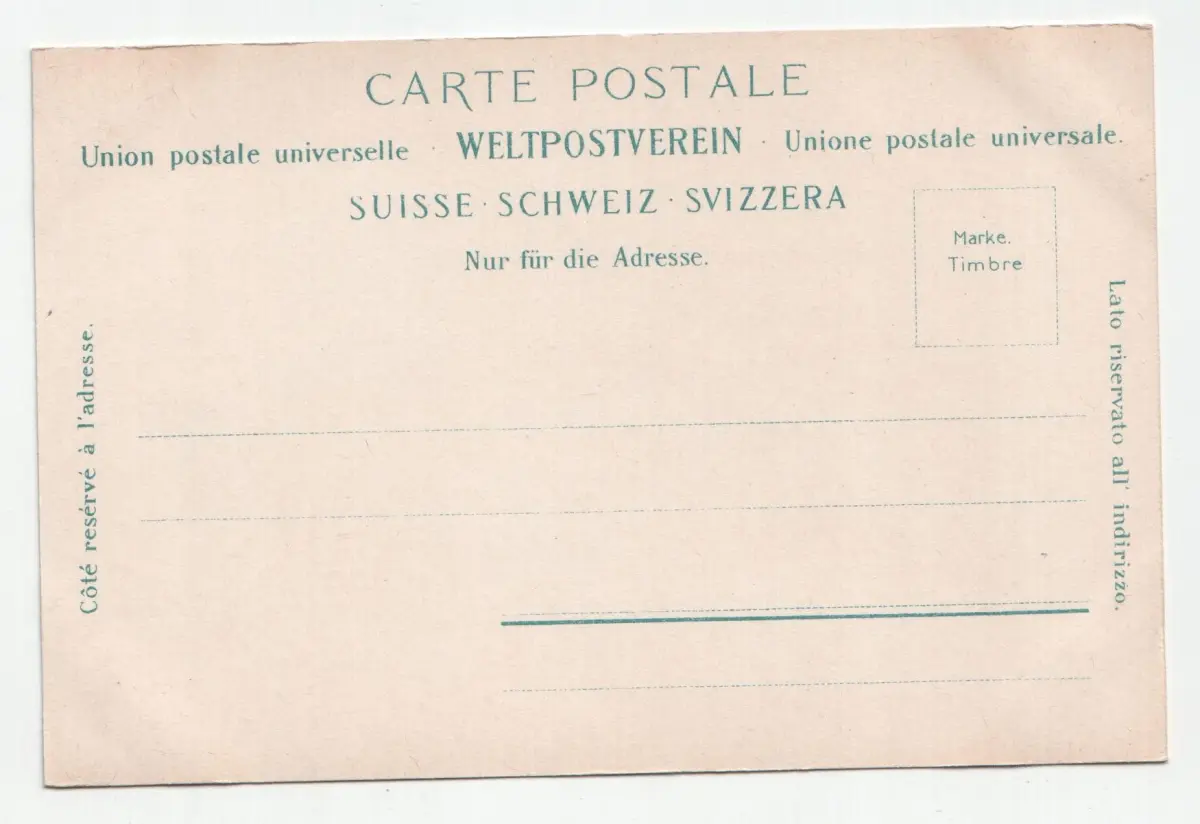 CARTE POSTALE
Union postale universelle · WELTPOSTVEREIN · Unione postale universale.
SUISSE · SCHWEIZ · SVIZZERA
Nur für die Adresse.
Marke.
Timbre
Côté resérvé à l'adresse.
Lato riservato all' indirizzo.